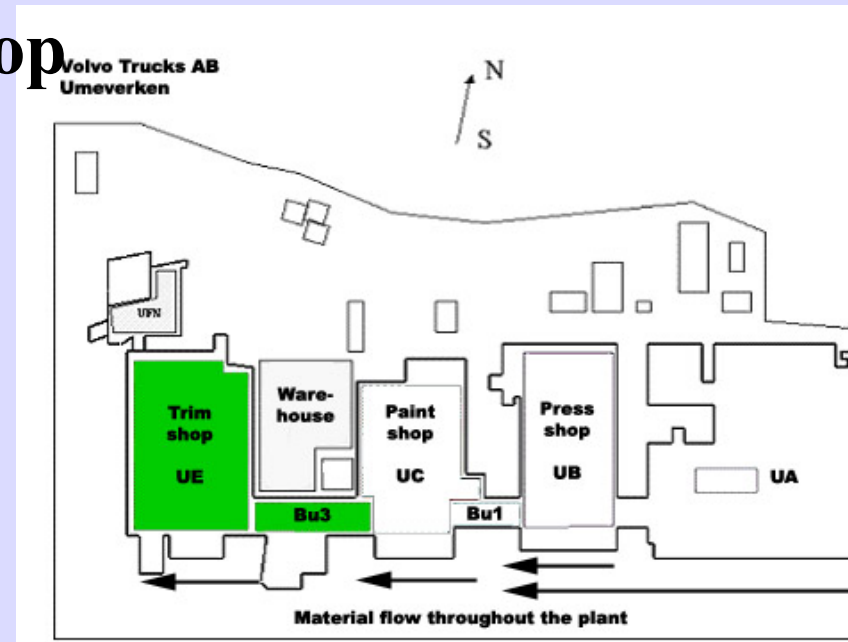 op
Volvo Trucks AB
Umeverken
N
S
UFN
Trim
shop
UE
Ware-
house
Paint
shop
UC
Press
shop
UB
UA
Bu3
Bu1
Material flow throughout the plant